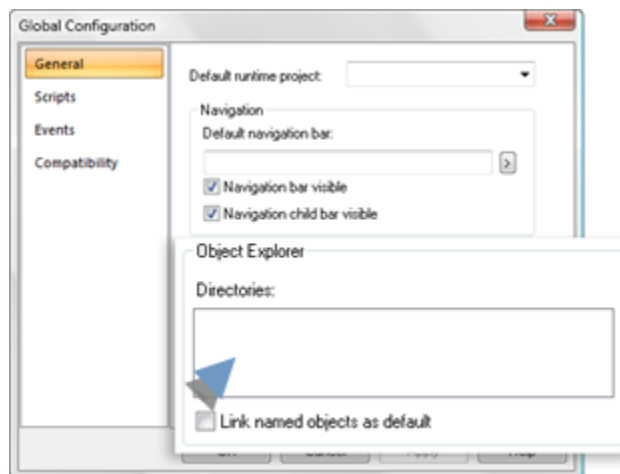 Global Configuration
General
Scripts
Events
Compatibility
Default runtime project:
Navigation
Default navigation bar:
>
Navigation bar visible
Navigation child bar visible
Object Explorer
Directories:
Link named objects as default